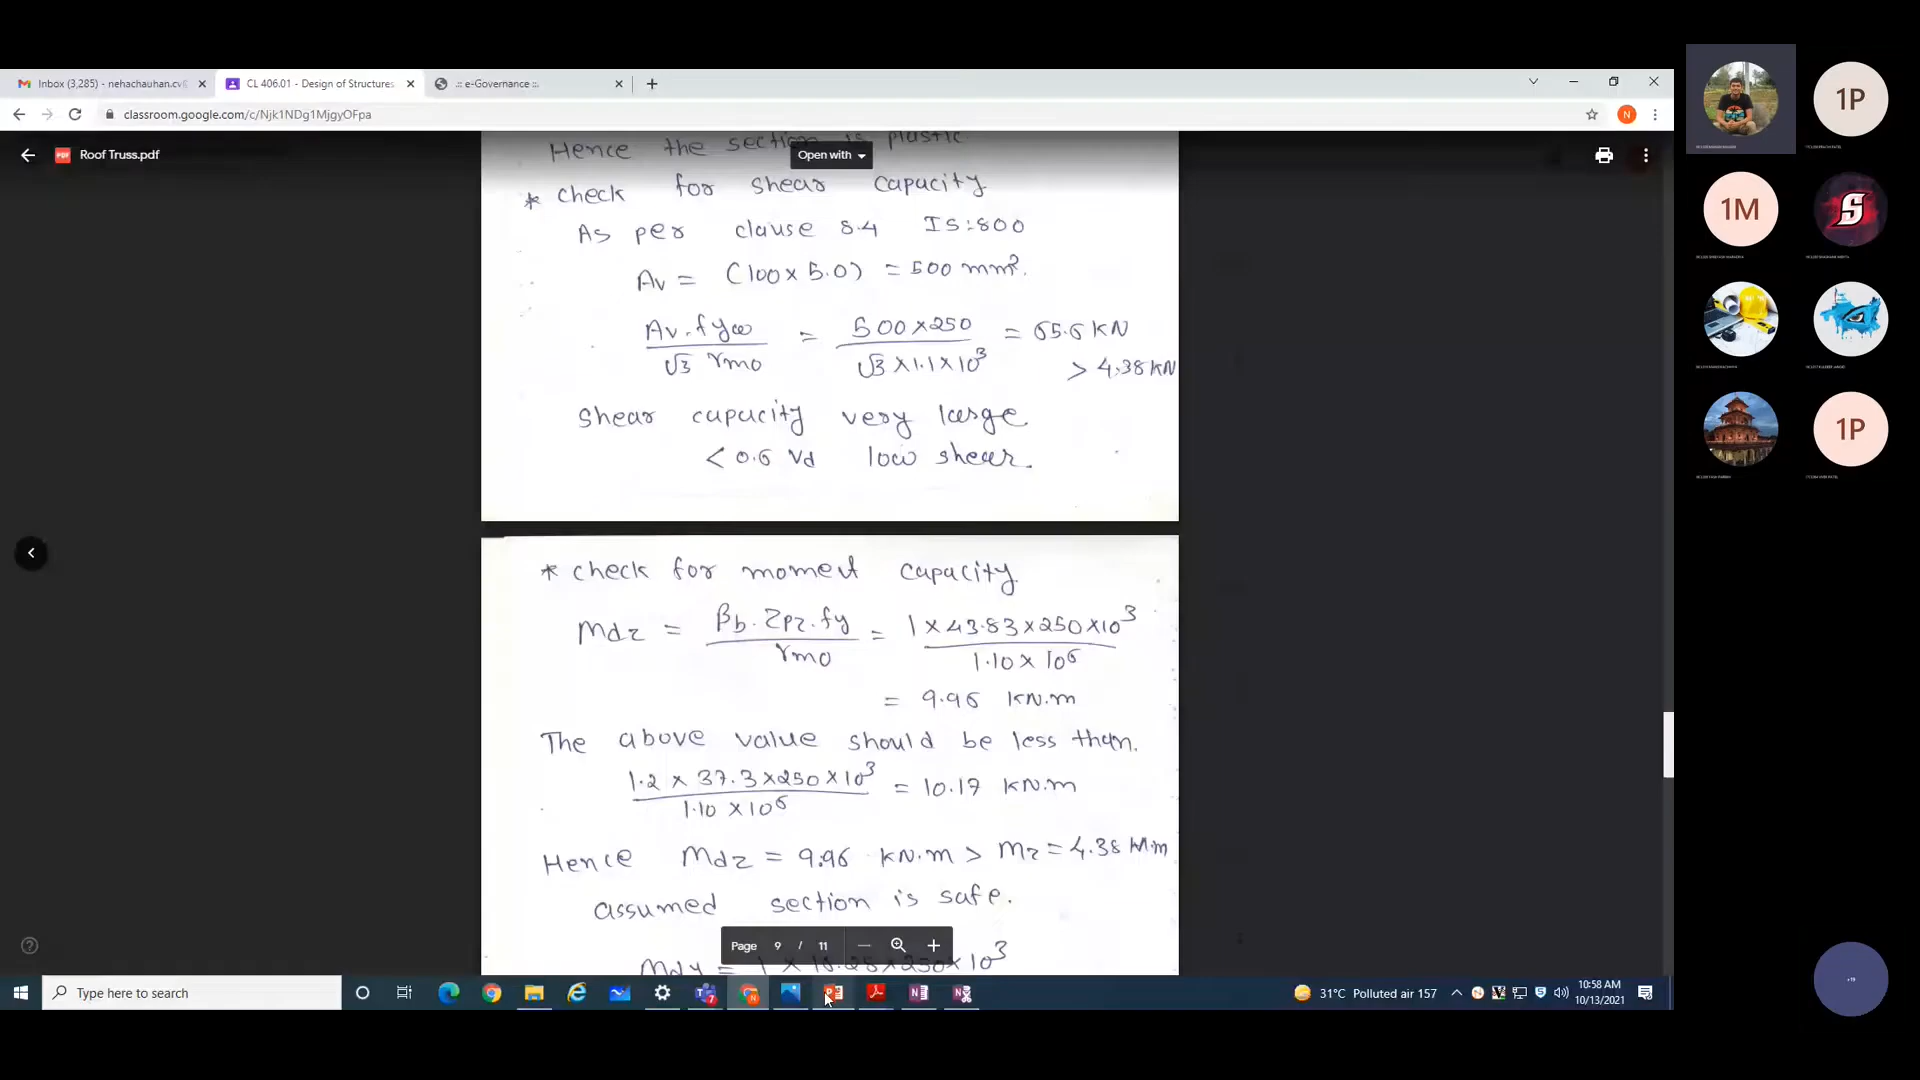 Inbox (3,285) - nehachauhan.cv
CL 406.01 - Design of Structures
.:: e-Governance ::.
classroom.google.com/c/Njk1NDg1MjgyOFpa
Roof Truss.pdf
Open with
Hence the section is plastic
* Check for shear capacity
As per clause 8.4 IS:800
Av = (100 x 5.0) = 500 mm².
Av.fyw / √3 γmo = 500 x 250 / √3 x 1.1 x 10³ = 65.6 KN
> 4.38 KN
Shear capacity very large
< 0.6 Vd low shear.
* Check for moment capacity
Mdz = βb.Zpz.fy / γmo = 1 x 43.83 x 250 x 10³ / 1.10 x 10⁶
= 9.96 KN.m
The above value should be less than.
1.2 x 37.3 x 250 x 10³ / 1.10 x 10⁶ = 10.17 KN.m
Hence Mdz = 9.96 KN.m > Mz = 4.38
assumed section is safe.
Page 9 / 11
Mdy = 1 x x 250 x 10³
Type here to search
31°C Polluted air 157
10:58 AM
10/13/2021
1P
1M
S
1P